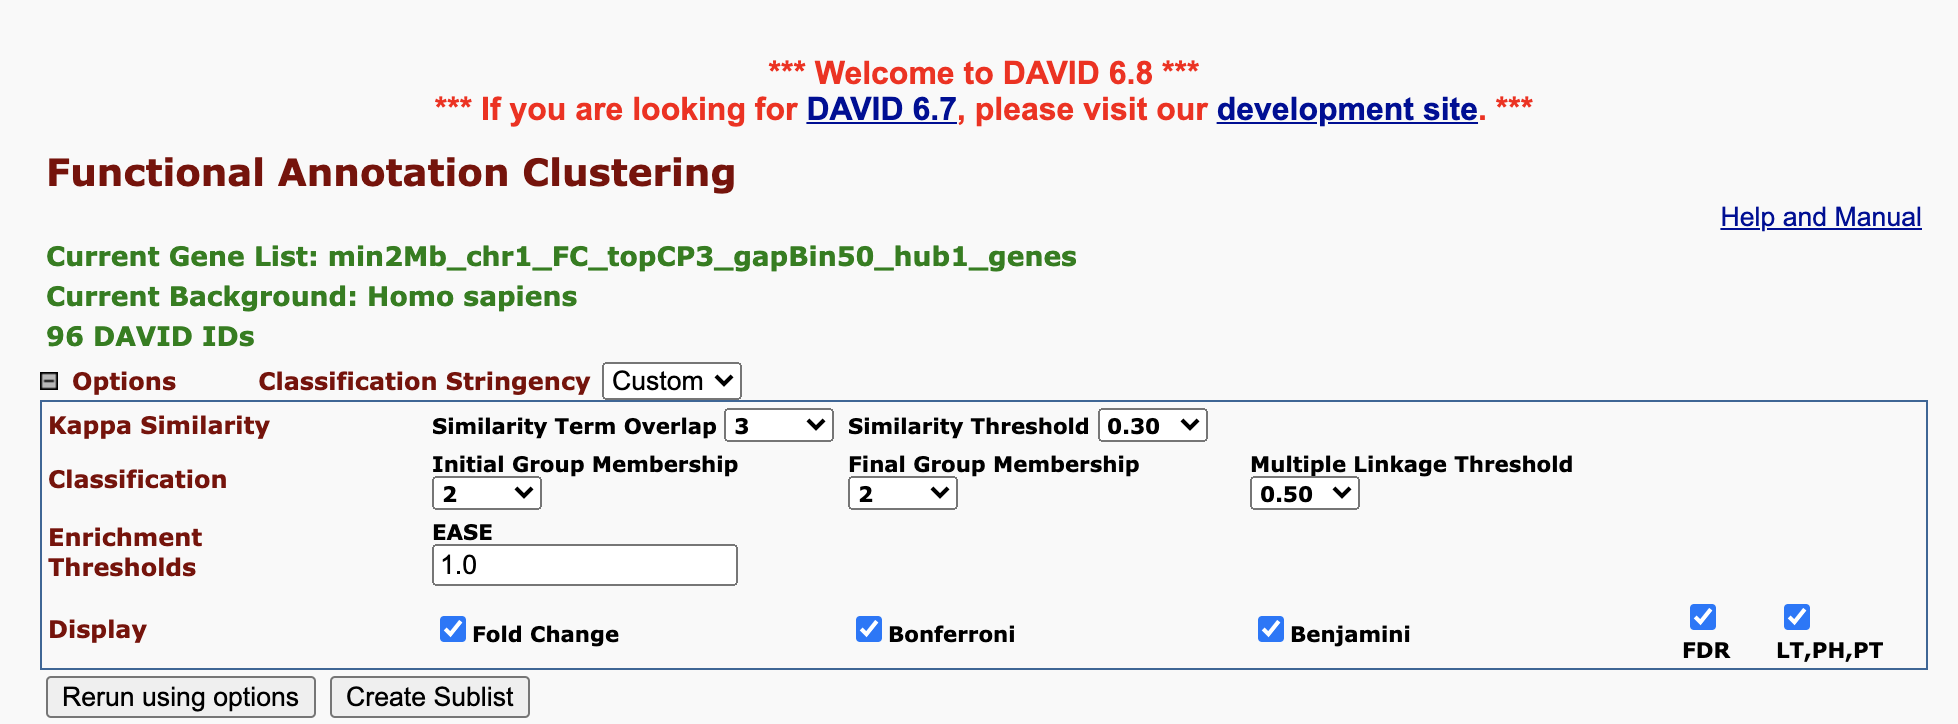 *** Welcome to DAVID 6.8 ***
*** If you are looking for DAVID 6.7, please visit our development site. ***
Functional Annotation Clustering
Help and Manual
Current Gene List: min2Mb_chr1_FC_topCP3_gapBin50_hub1_genes
Current Background: Homo sapiens
96 DAVID IDs
Options Classification Stringency Custom
Kappa Similarity Similarity Term Overlap 3 Similarity Threshold 0.30
Classification Initial Group Membership 2 Final Group Membership 2 Multiple Linkage Threshold 0.50
Enrichment Thresholds EASE 1.0
Display Fold Change Bonferroni Benjamini FDR LT,PH,PT
Rerun using options Create Sublist